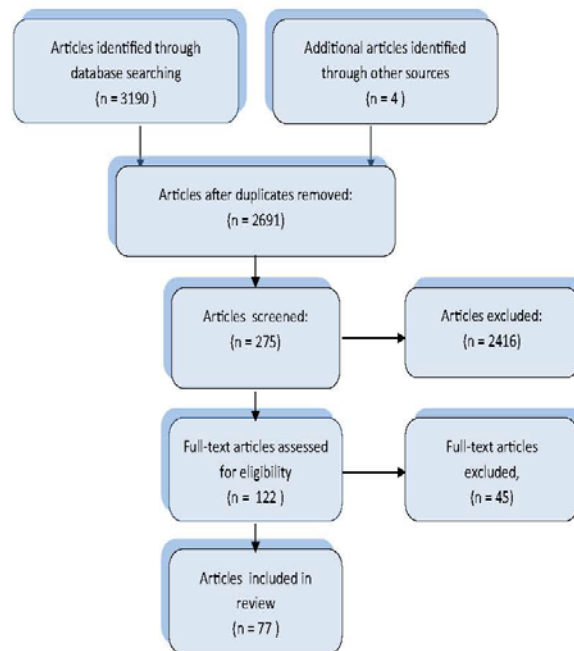 Articles identified through
database searching
(n = 3190 )
Additional articles identified
through other sources
(n = 4 )
Articles after duplicates removed:
(n = 2691)
Articles  screened:
(n = 275)
Articles excluded:
(n = 2416)
Full-text articles assessed
for eligibility
(n =  122 )
Full-text articles
excluded,
(n = 45)
Articles  included in
review
(n = 77 )